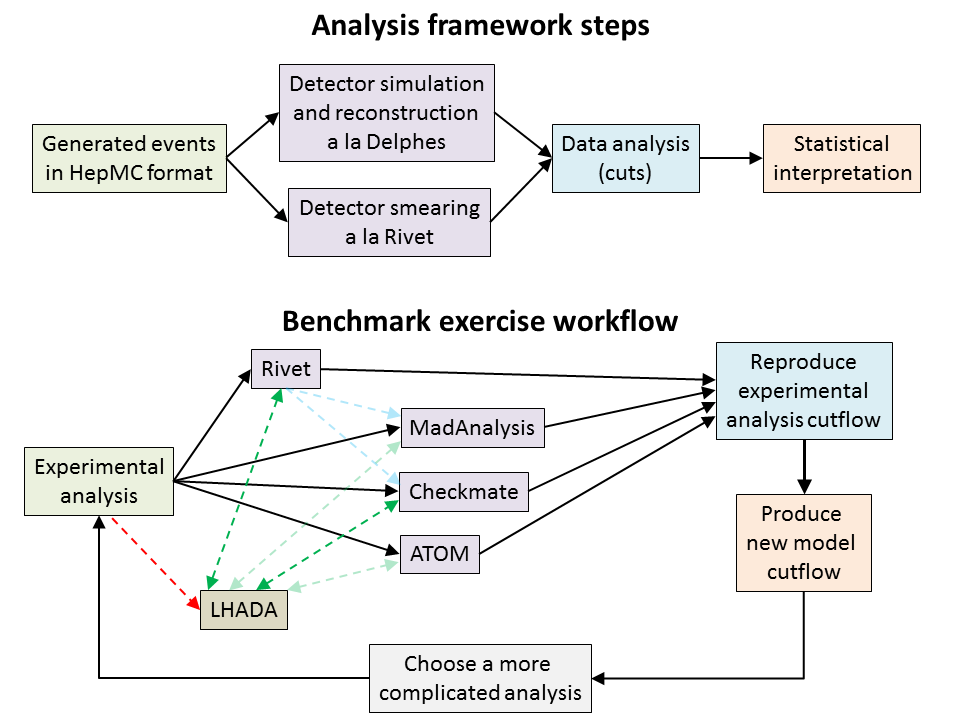 Analysis framework steps
Generated events
in HepMC format
Detector simulation
and reconstruction
a la Delphes
Detector smearing
a la Rivet
Data analysis
(cuts)
Statistical
interpretation
Benchmark exercise workflow
Experimental
analysis
Rivet
MadAnalysis
Checkmate
ATOM
LHADA
Reproduce
experimental
analysis cutflow
Produce
new model
cutflow
Choose a more
complicated analysis